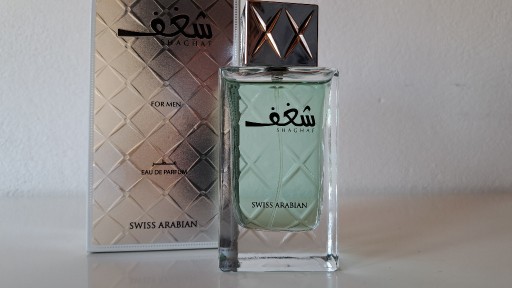 شغف
SHAGHAF
FOR MEN
عطر
EAU DE PARFUM
SWISS ARABIAN
شغف
SHAGHAF
SWISS ARABIAN